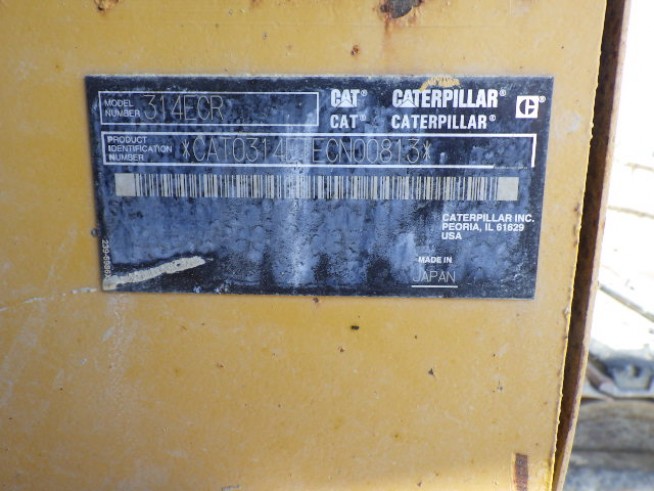 MODEL NUMBER 314ECR
CAT® CATERPILLAR®
CAT® CATERPILLAR®
PRODUCT
IDENTIFICATION
NUMBER
CATERPILLAR INC.
PEORIA, IL 61629
USA
MADE IN
JAPAN